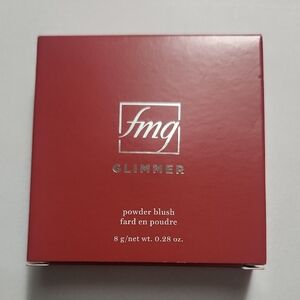 fmg
GLIMMER
powder blush
fard en poudre
8 g/net wt. 0.28 oz.